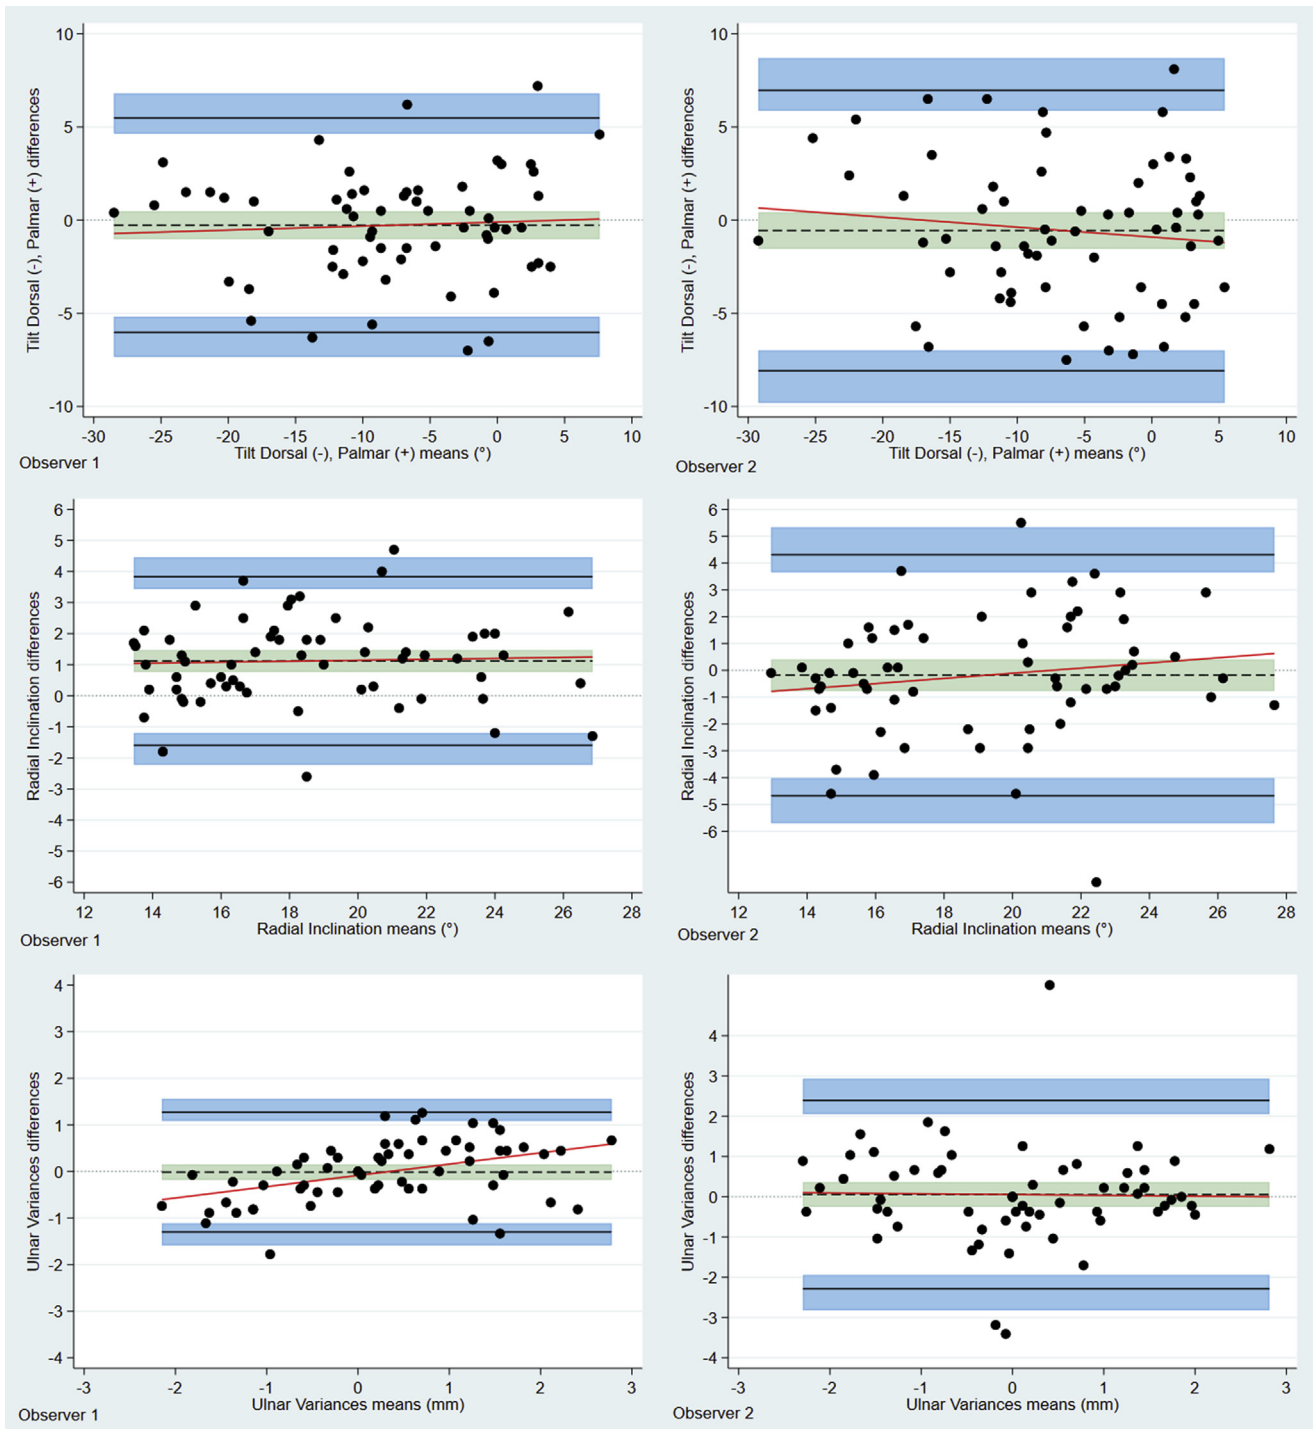 Tilt Dorsal (-), Palmar (+) differences
10
5
0
-5
-10
-30 -25 -20 -15 -10 -5 0 5 10
Tilt Dorsal (-), Palmar (+) means (°)
Observer 1
Tilt Dorsal (-), Palmar (+) differences
10
5
0
-5
-10
-30 -25 -20 -15 -10 -5 0 5 10
Tilt Dorsal (-), Palmar (+) means (°)
Observer 2
Radial Inclination differences
6
5
4
3
2
1
0
-1
-2
-3
-4
-5
-6
12 14 16 18 20 22 24 26 28
Radial Inclination means (°)
Observer 1
Radial Inclination differences
6
5
4
3
2
1
0
-1
-2
-3
-4
-5
-6
12 14 16 18 20 22 24 26 28
Radial Inclination means (°)
Observer 2
Ulnar Variances differences
4
3
2
1
0
-1
-2
-3
-4
-3 -2 -1 0 1 2 3
Ulnar Variances means (mm)
Observer 1
Ulnar Variances differences
4
3
2
1
0
-1
-2
-3
-4
-3 -2 -1 0 1 2 3
Ulnar Variances means (mm)
Observer 2